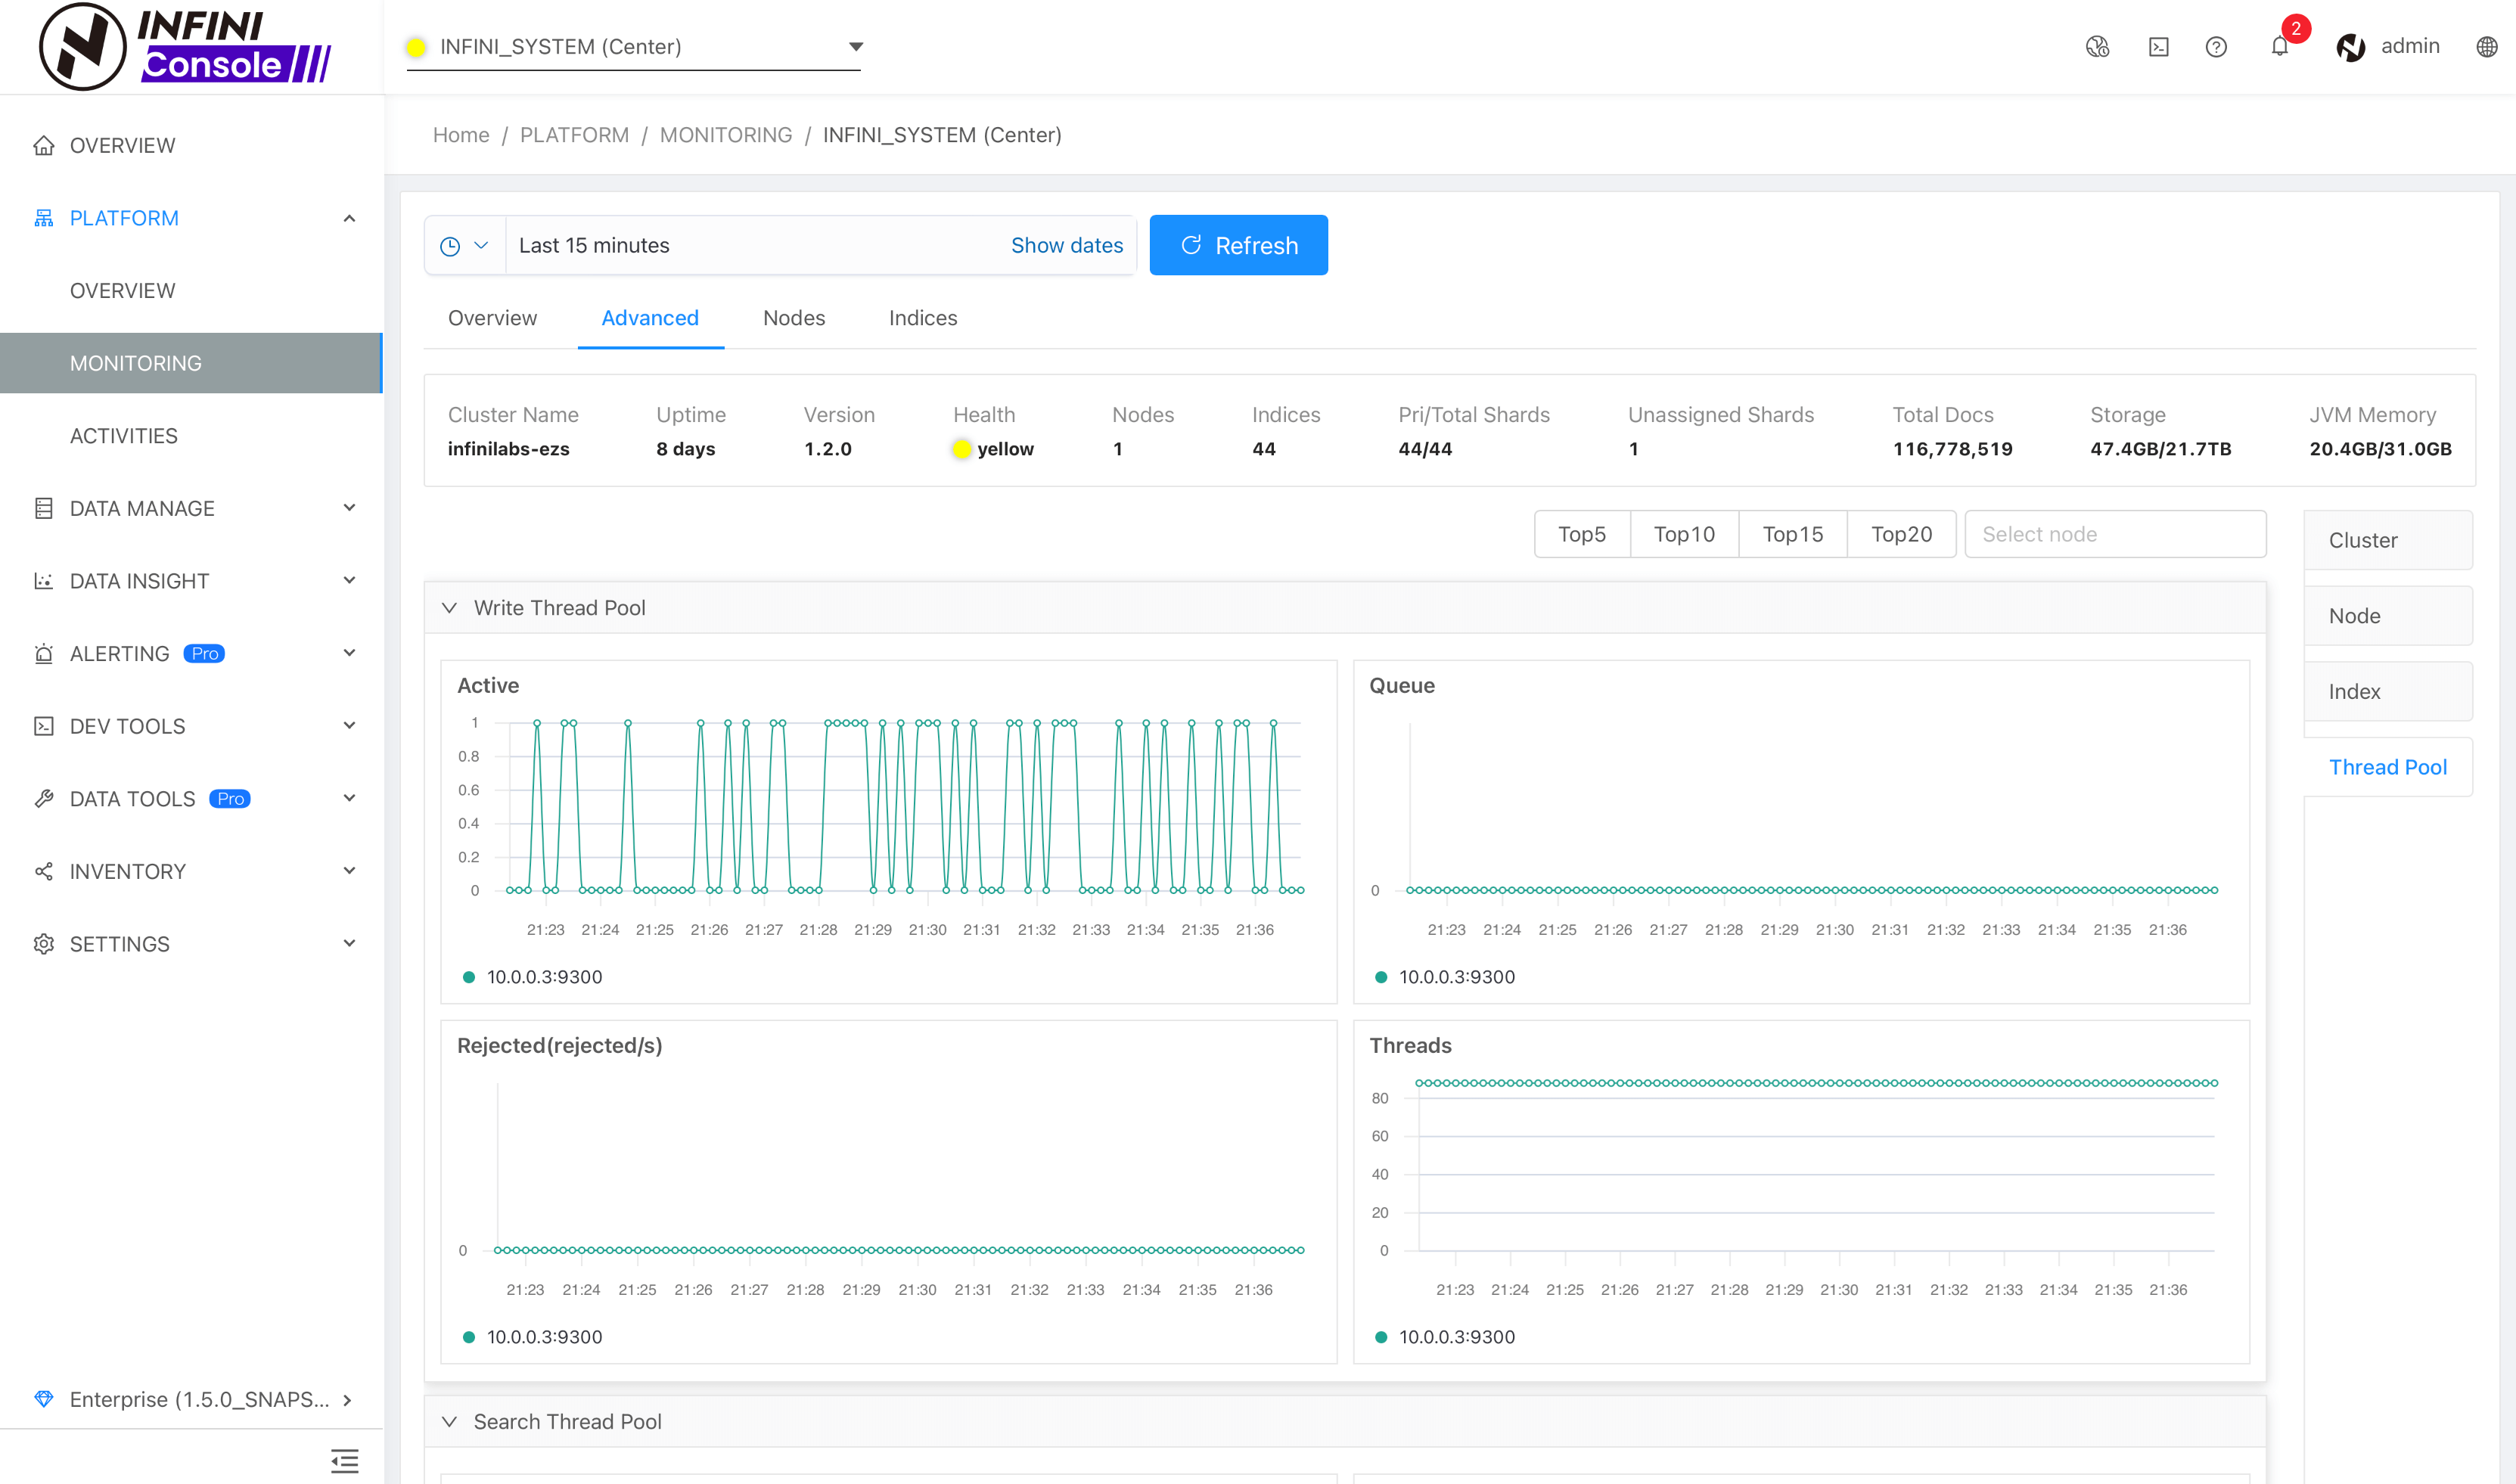 INFINI
Console
INFINI_SYSTEM (Center)
2
admin
OVERVIEW
PLATFORM
OVERVIEW
MONITORING
ACTIVITIES
DATA MANAGE
DATA INSIGHT
ALERTING Pro
DEV TOOLS
DATA TOOLS Pro
INVENTORY
SETTINGS
Enterprise (1.5.0_SNAPS...
Home / PLATFORM / MONITORING / INFINI_SYSTEM (Center)
Last 15 minutes Show dates Refresh
Overview Advanced Nodes Indices
Cluster Name Uptime Version Health Nodes Indices Pri/Total Shards Unassigned Shards Total Docs Storage JVM Memory
infinilabs-ezs 8 days 1.2.0 yellow 1 44 44/44 1 116,778,519 47.4GB/21.7TB 20.4GB/31.0GB
Top5 Top10 Top15 Top20 Select node
Cluster
Node
Index
Thread Pool
Write Thread Pool
Active
1
0.8
0.6
0.4
0.2
0
21:23 21:24 21:25 21:26 21:27 21:28 21:29 21:30 21:31 21:32 21:33 21:34 21:35 21:36
10.0.0.3:9300
Queue
0
21:23 21:24 21:25 21:26 21:27 21:28 21:29 21:30 21:31 21:32 21:33 21:34 21:35 21:36
10.0.0.3:9300
Rejected(rejected/s)
0
21:23 21:24 21:25 21:26 21:27 21:28 21:29 21:30 21:31 21:32 21:33 21:34 21:35 21:36
10.0.0.3:9300
Threads
80
60
40
20
0
21:23 21:24 21:25 21:26 21:27 21:28 21:29 21:30 21:31 21:32 21:33 21:34 21:35 21:36
10.0.0.3:9300
Search Thread Pool